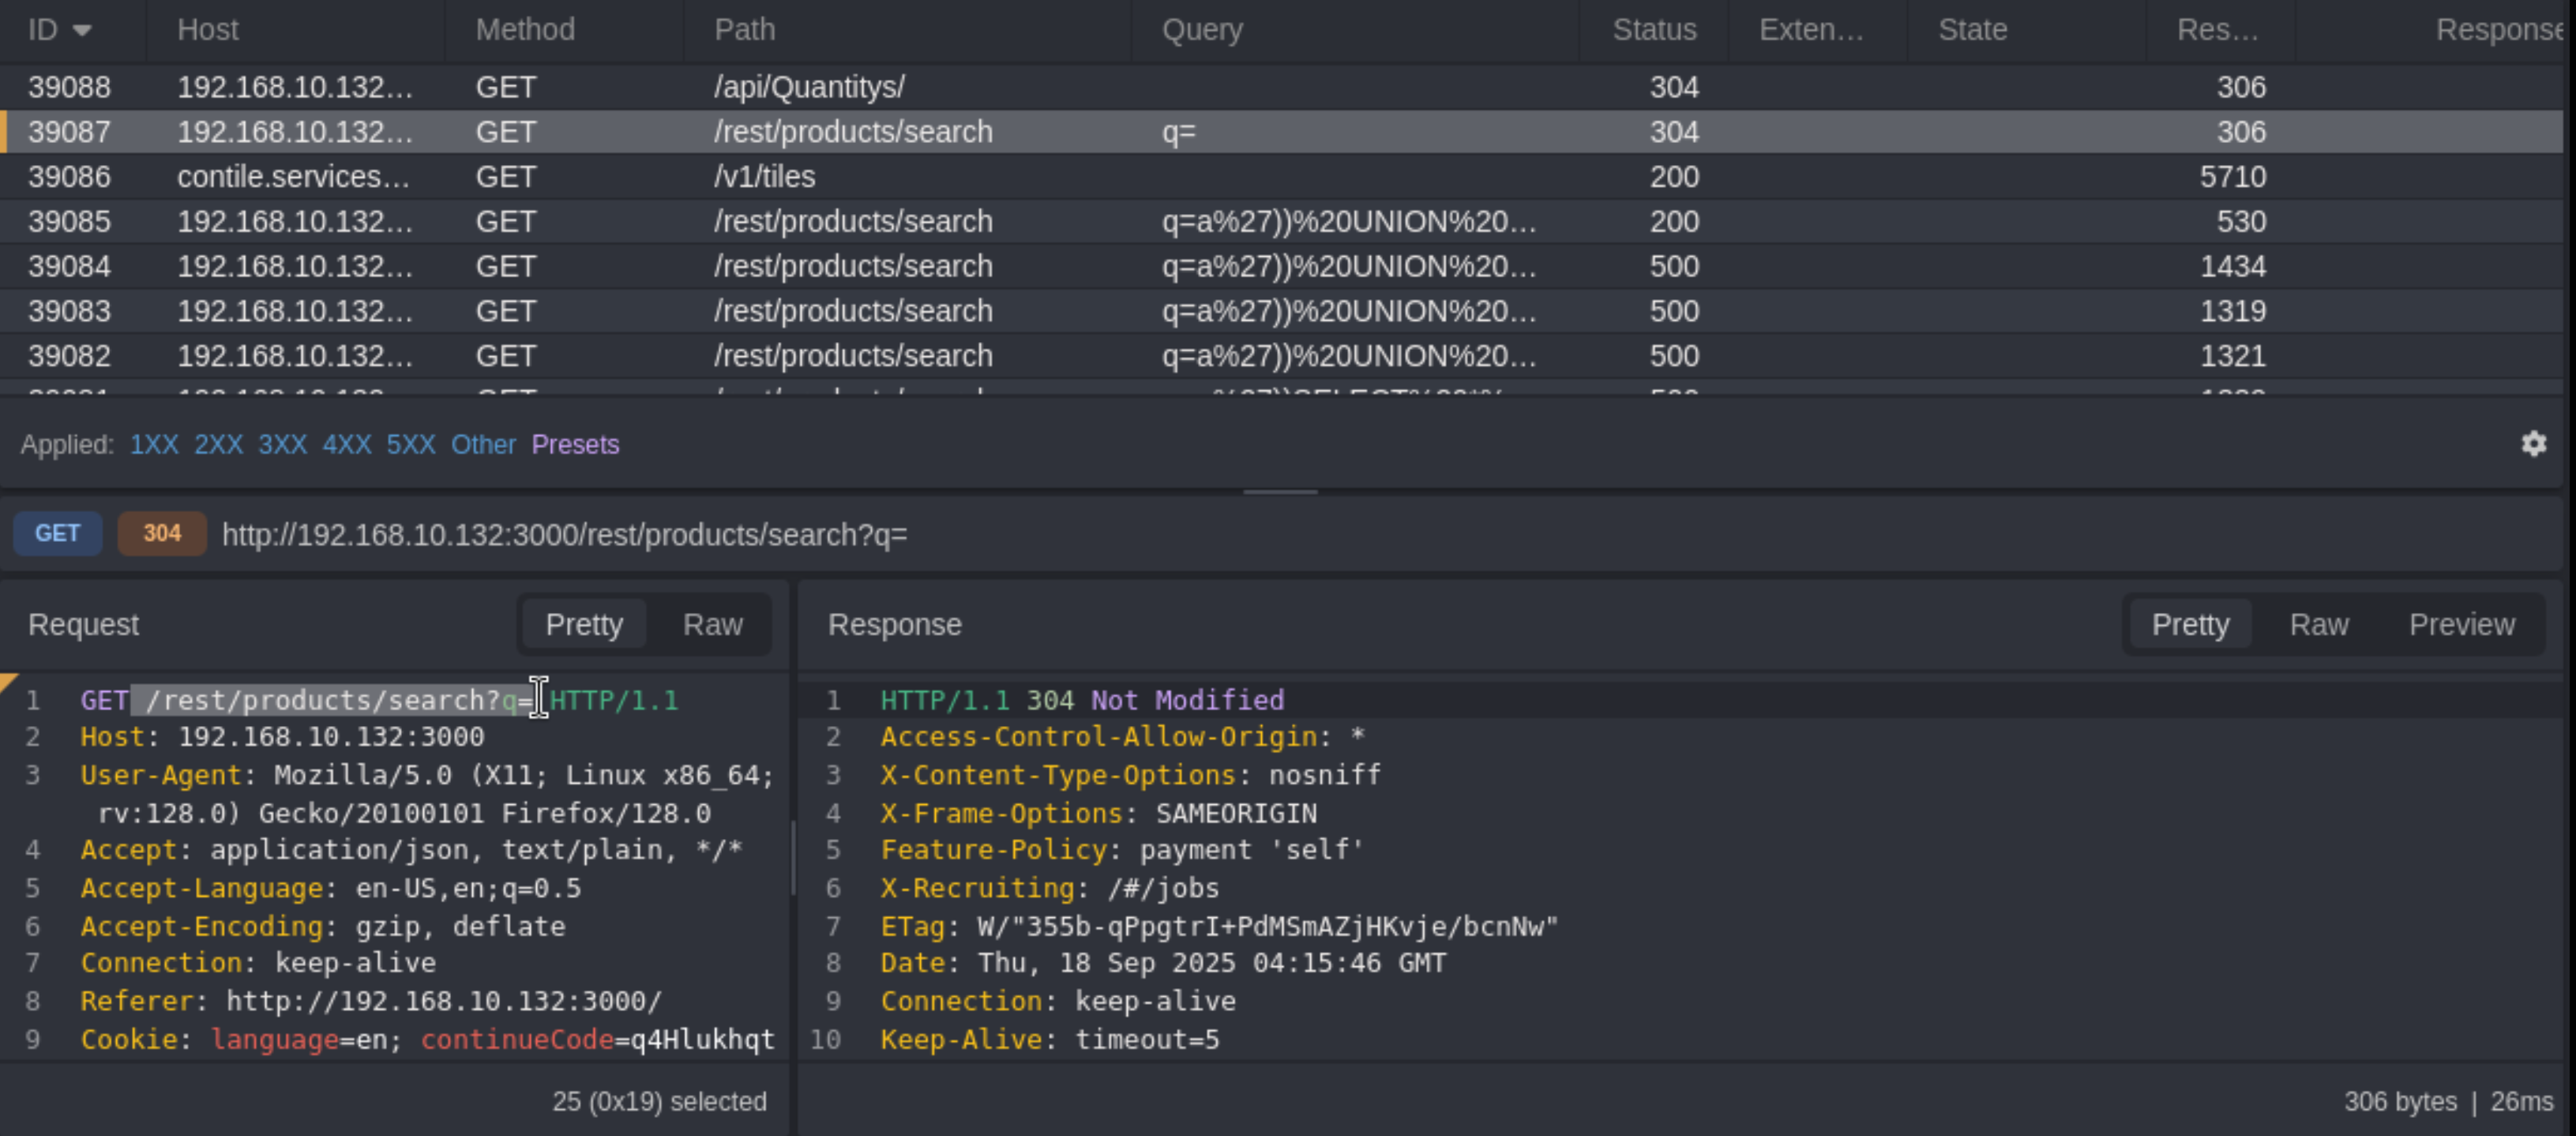 ID Host Method Path Query Status Exten… State Res… Response
39088 192.168.10.132… GET /api/Quantitys/ 304 306
39087 192.168.10.132… GET /rest/products/search q= 304 306
39086 contile.services… GET /v1/tiles 200 5710
39085 192.168.10.132… GET /rest/products/search q=a%27))%20UNION%20… 200 530
39084 192.168.10.132… GET /rest/products/search q=a%27))%20UNION%20… 500 1434
39083 192.168.10.132… GET /rest/products/search q=a%27))%20UNION%20… 500 1319
39082 192.168.10.132… GET /rest/products/search q=a%27))%20UNION%20… 500 1321
Applied: 1XX 2XX 3XX 4XX 5XX Other Presets
GET 304 http://192.168.10.132:3000/rest/products/search?q=
Request Pretty Raw
1 GET /rest/products/search?q= HTTP/1.1
2 Host: 192.168.10.132:3000
3 User-Agent: Mozilla/5.0 (X11; Linux x86_64;
rv:128.0) Gecko/20100101 Firefox/128.0
4 Accept: application/json, text/plain, */*
5 Accept-Language: en-US,en;q=0.5
6 Accept-Encoding: gzip, deflate
7 Connection: keep-alive
8 Referer: http://192.168.10.132:3000/
9 Cookie: language=en; continueCode=q4Hlukhqt
25 (0x19) selected
Response Pretty Raw Preview
1 HTTP/1.1 304 Not Modified
2 Access-Control-Allow-Origin: *
3 X-Content-Type-Options: nosniff
4 X-Frame-Options: SAMEORIGIN
5 Feature-Policy: payment 'self'
6 X-Recruiting: /#/jobs
7 ETag: W/"355b-qPpgtrI+PdMSmAZjHKvje/bcnNw"
8 Date: Thu, 18 Sep 2025 04:15:46 GMT
9 Connection: keep-alive
10 Keep-Alive: timeout=5
306 bytes | 26ms